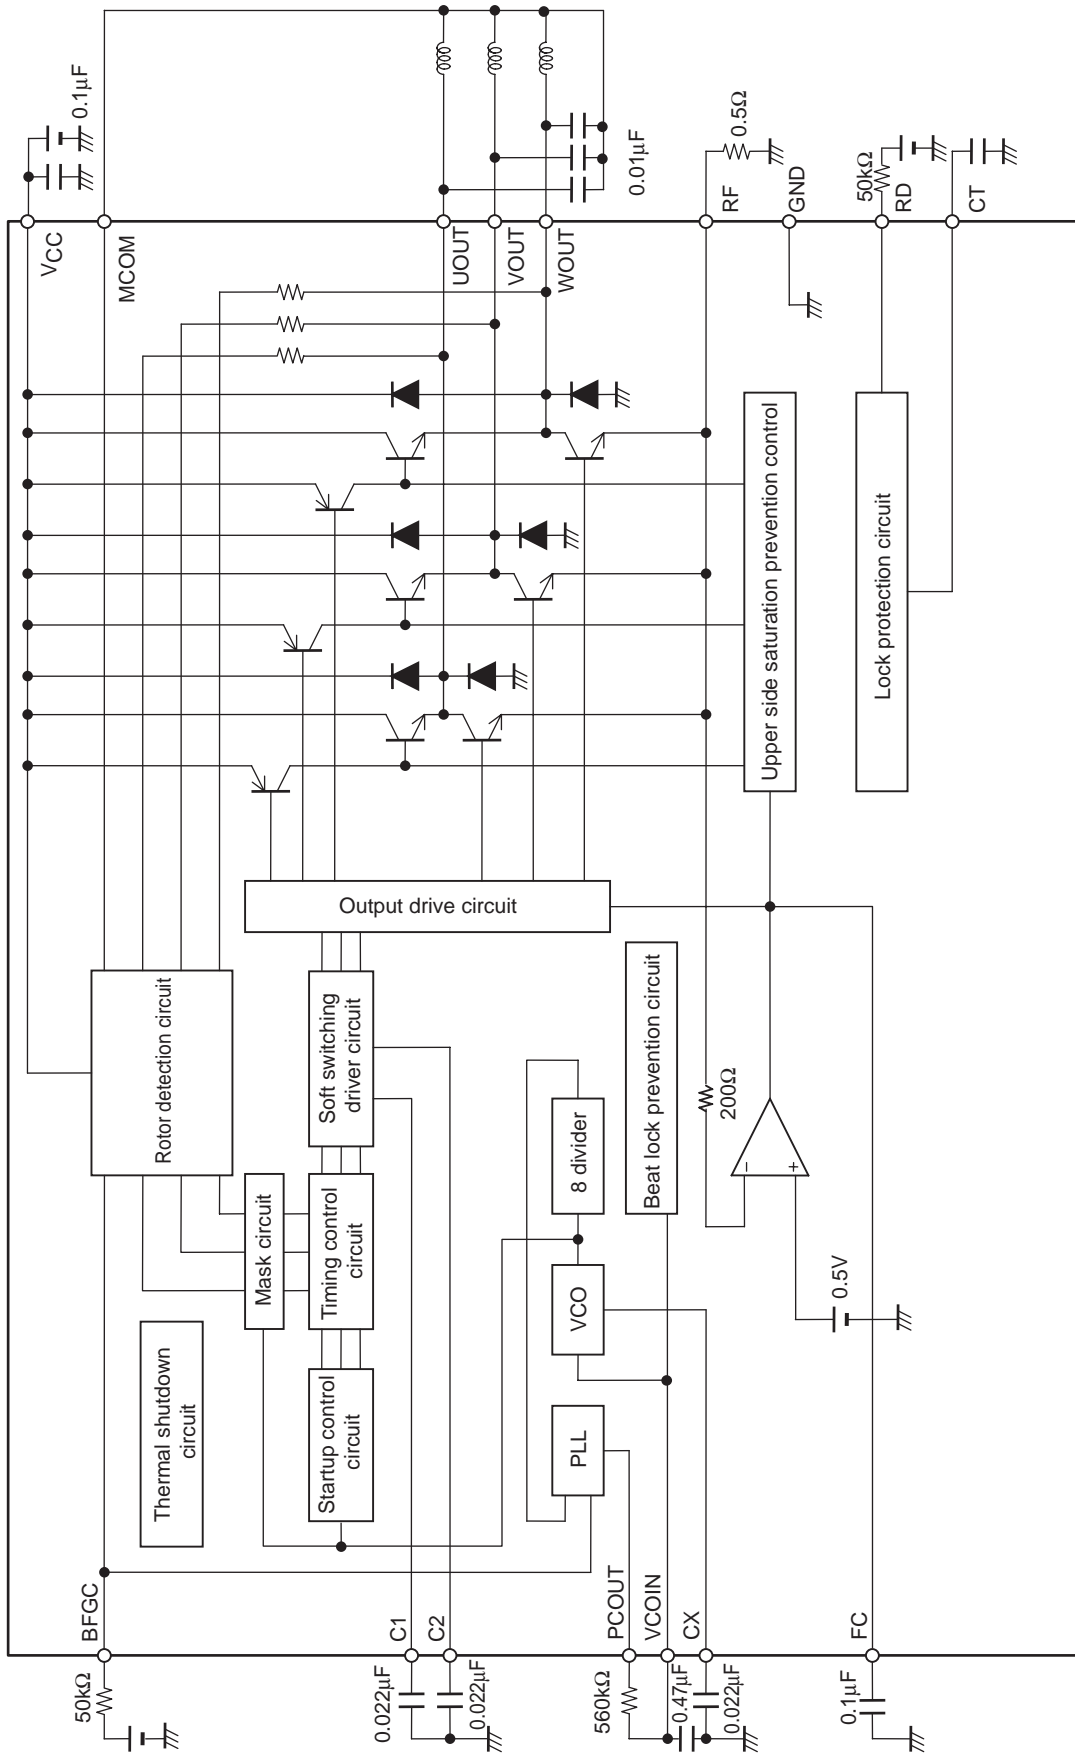 0.1µF
VCC
MCOM
UOUT
VOUT
WOUT
0.01µF
RF
0.5Ω
GND
50kΩ
RD
CT
Upper side saturation prevention control
Lock protection circuit
Output drive circuit
Rotor detection circuit
Soft switching
driver circuit
Beat lock prevention circuit
200Ω
8 divider
Mask circuit
Timing control
circuit
VCO
−
+
0.5V
Thermal shutdown
circuit
Startup control
circuit
PLL
BFGC
50kΩ
C1
C2
0.022µF
0.022µF
PCOUT
VCOIN
CX
560kΩ
0.47µF
0.022µF
FC
0.1µF